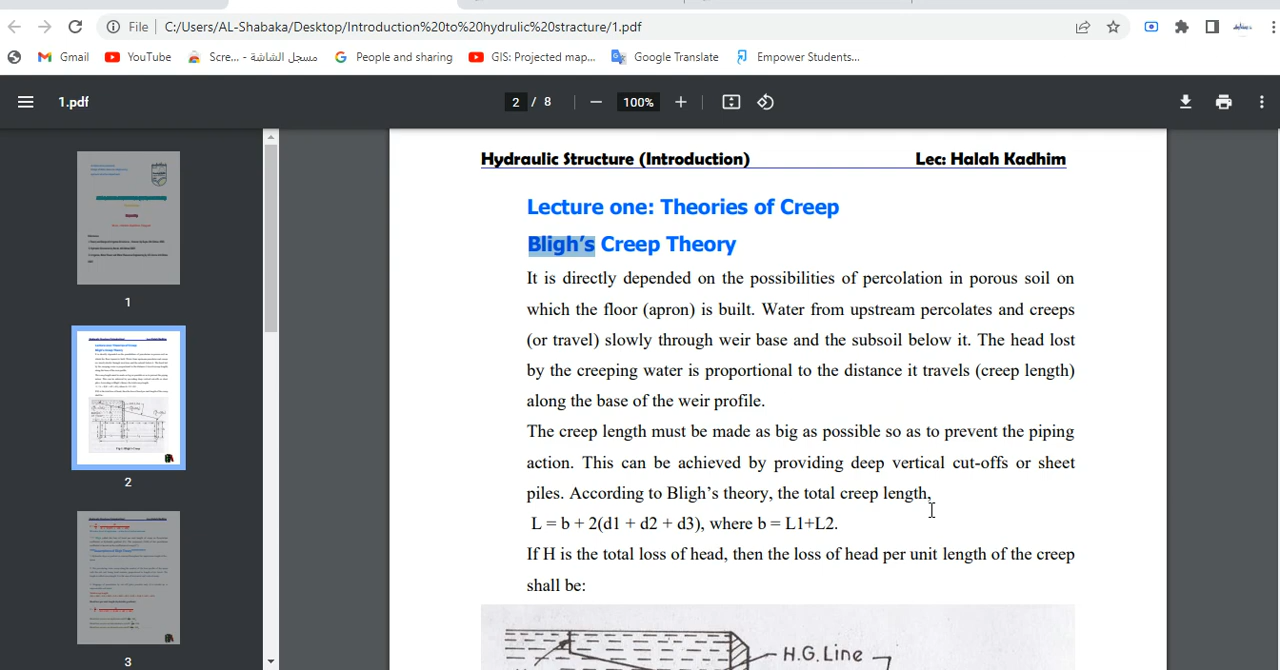 File C:/Users/AL-Shabaka/Desktop/Introduction%20to%20hydrulic%20stracture/1.pdf
Gmail YouTube Scre... - مسجل الشاشة People and sharing GIS: Projected map... Google Translate Empower Students...
1.pdf 2 / 8 100%
Hydraulic Structure (Introduction) Lec: Halah Kadhim
Lecture one: Theories of Creep
Bligh's Creep Theory
It is directly depended on the possibilities of percolation in porous soil on
which the floor (apron) is built. Water from upstream percolates and creeps
(or travel) slowly through weir base and the subsoil below it. The head lost
by the creeping water is proportional to the distance it travels (creep length)
along the base of the weir profile.
The creep length must be made as big as possible so as to prevent the piping
action. This can be achieved by providing deep vertical cut-offs or sheet
piles. According to Bligh's theory, the total creep length,
L = b + 2(d1 + d2 + d3), where b = L1+L2.
If H is the total loss of head, then the loss of head per unit length of the creep
shall be:
H.G.Line
1
2
3